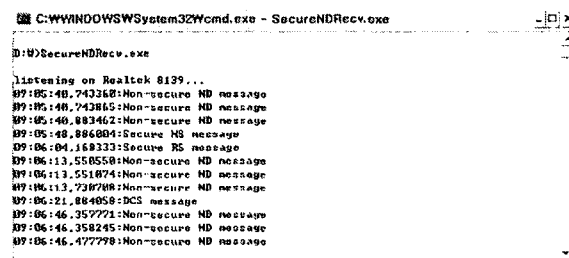 C:₩WINDOWS₩System32₩cmd.exe - SecureNDRecv.exe
D:₩>SecureNDRecv.exe
listening on Realtek 8139...
09:05:40.743360:Non-secure ND message
09:05:40.743865:Non-secure ND message
09:05:40.883462:Non-secure ND message
09:05:48.886004:Secure NS message
09:06:04.168333:Secure RS message
09:06:13.550550:Non-secure ND message
09:06:13.551074:Non-secure ND message
09:06:13.730708:Non-secure ND message
09:06:21.884058:DCS message
09:06:46.357771:Non-secure ND message
09:06:46.358245:Non-secure ND message
09:06:46.477798:Non-secure ND message